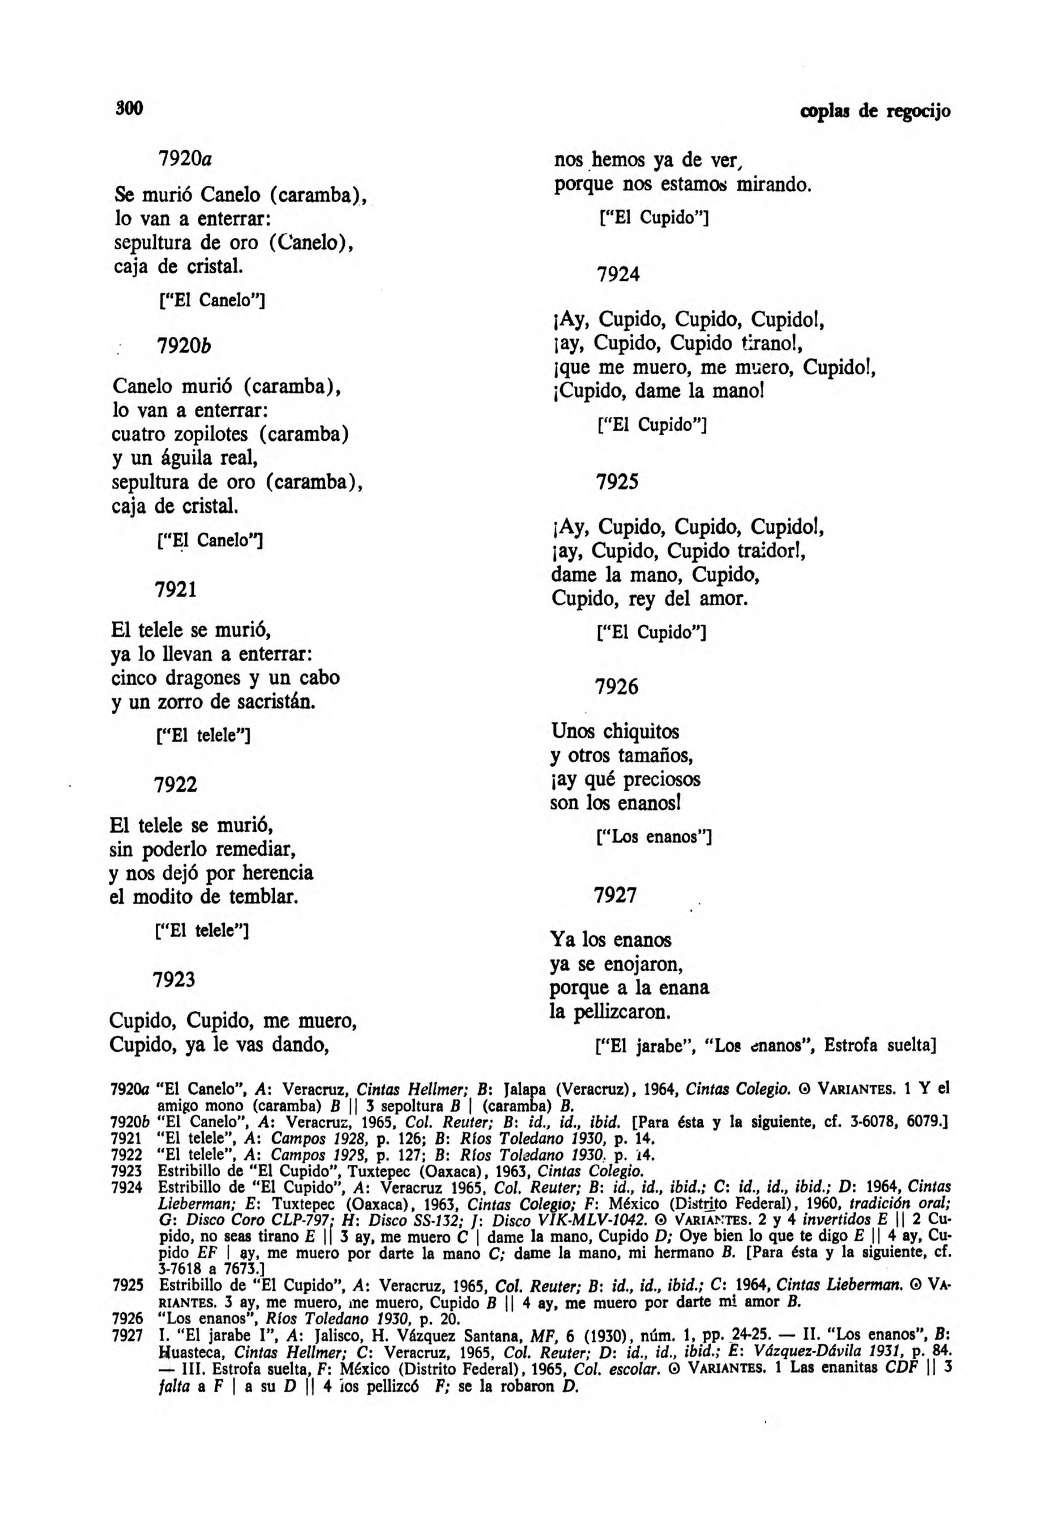 300
coplas de regocijo
7920a
Se murió Canelo (caramba),
lo van a enterrar:
sepultura de oro (Canelo),
caja de cristal.
["El Canelo"]
7920b
Canelo murió (caramba),
lo van a enterrar:
cuatro zopilotes (caramba)
y un águila real,
sepultura de oro (caramba),
caja de cristal.
["El Canelo"]
7921
El telele se murió,
ya lo llevan a enterrar:
cinco dragones y un cabo
y un zorro de sacristán.
["El telele"]
7922
El telele se murió,
sin poderlo remediar,
y nos dejó por herencia
el modito de temblar.
["El telele"]
7923
Cupido, Cupido, me muero,
Cupido, ya le vas dando,
nos hemos ya de ver,
porque nos estamos mirando.
["El Cupido"]
7924
¡Ay, Cupido, Cupido, Cupido!,
¡ay, Cupido, Cupido tirano!,
¡que me muero, me muero, Cupido!,
¡Cupido, dame la mano!
["El Cupido"]
7925
¡Ay, Cupido, Cupido, Cupido!,
¡ay, Cupido, Cupido traidor!,
dame la mano, Cupido,
Cupido, rey del amor.
["El Cupido"]
7926
Unos chiquitos
y otros tamaños,
¡ay qué preciosos
son los enanos!
["Los enanos"]
7927
Ya los enanos
ya se enojaron,
porque a la enana
la pellizcaron.
["El jarabe", "Los enanos", Estrofa suelta]
7920a "El Canelo", A: Veracruz, Cintas Hellmer; B: Jalapa (Veracruz), 1964, Cintas Colegio. ⊙ VARIANTES. 1 Y el
amigo mono (caramba) B || 3 sepoltura B | (caramba) B.
7920b "El Canelo", A: Veracruz, 1965, Col. Reuter; B: id., id., ibid. [Para ésta y la siguiente, cf. 3-6078, 6079.]
7921 "El telele", A: Campos 1928, p. 126; B: Ríos Toledano 1930, p. 14.
7922 "El telele", A: Campos 1928, p. 127; B: Ríos Toledano 1930, p. 14.
7923 Estribillo de "El Cupido", Tuxtepec (Oaxaca), 1963, Cintas Colegio.
7924 Estribillo de "El Cupido", A: Veracruz 1965, Col. Reuter; B: id., id., ibid.; C: id., id., ibid.; D: 1964, Cintas
Lieberman; E: Tuxtepec (Oaxaca), 1963, Cintas Colegio; F: México (Distrito Federal), 1960, tradición oral;
G: Disco Coro CLP-797; H: Disco SS-132; J: Disco VIK-MLV-1042. ⊙ VARIANTES. 2 y 4 invertidos E || 2 Cu-
pido, no seas tirano E || 3 ay, me muero C | dame la mano, Cupido D; Oye bien lo que te digo E || 4 ay, Cu-
pido EF | ay, me muero por darte la mano C; dame la mano, mi hermano B. [Para ésta y la siguiente, cf.
3-7618 a 7673.]
7925 Estribillo de "El Cupido", A: Veracruz, 1965, Col. Reuter; B: id., id., ibid.; C: 1964, Cintas Lieberman. ⊙ VA-
RIANTES. 3 ay, me muero, me muero, Cupido B || 4 ay, me muero por darte mi amor B.
7926 "Los enanos", Ríos Toledano 1930, p. 20.
7927 I. "El jarabe I", A: Jalisco, H. Vázquez Santana, MF, 6 (1930), núm. 1, pp. 24-25. — II. "Los enanos", B:
Huasteca, Cintas Hellmer; C: Veracruz, 1965, Col. Reuter; D: id., id., ibid.; E: Vázquez-Dávila 1931, p. 84.
— III. Estrofa suelta, F: México (Distrito Federal), 1965, Col. escolar. ⊙ VARIANTES. 1 Las enanitas CDF || 3
falta a F | a su D || 4 los pellizcó F; se la robaron D.